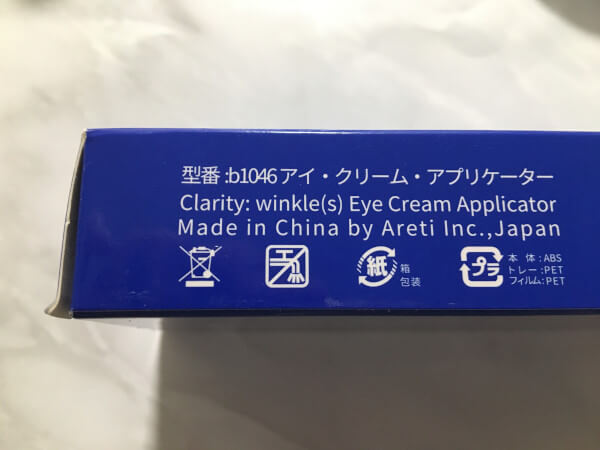 型番:b1046アイ・クリーム・アプリケーター
Clarity: winkle(s) Eye Cream Applicator
Made in China by Areti Inc.,Japan
紙 箱
包装
プラ 本体:ABS
トレー:PET
フィルム:PET